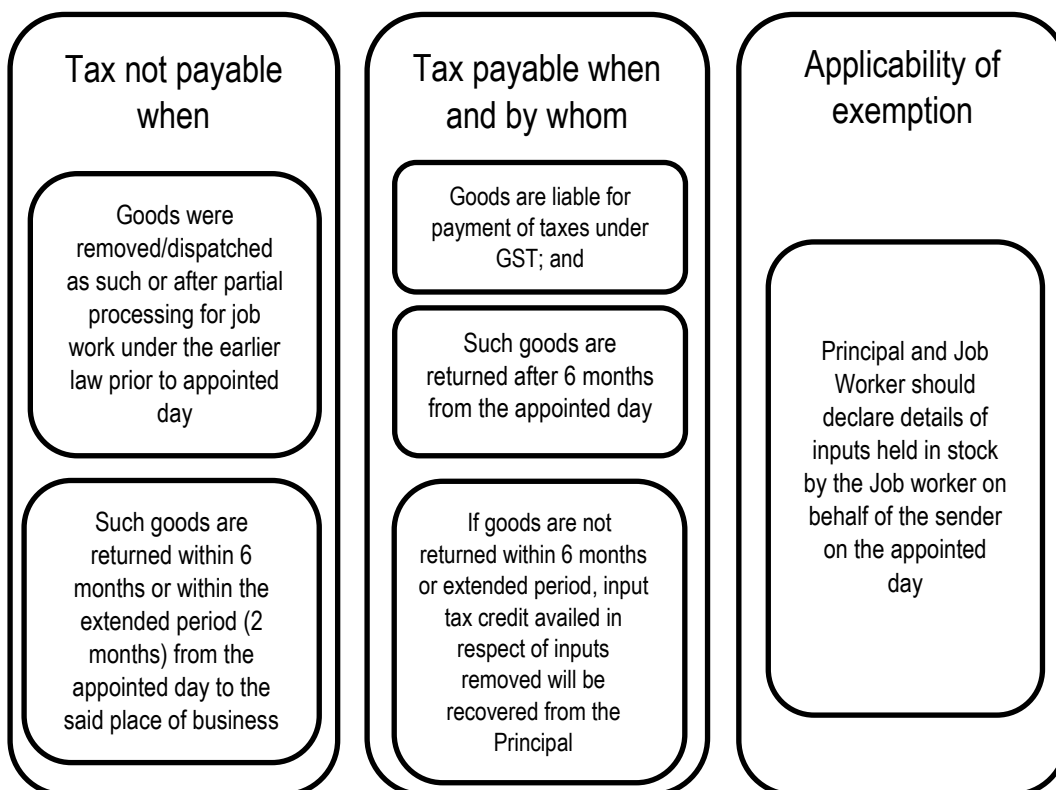 Tax not payable
when
Goods were
removed/dispatched
as such or after partial
processing for job
work under the earlier
law prior to appointed
day
Such goods are
returned within 6
months or within the
extended period (2
months) from the
appointed day to the
said place of business
Tax payable when
and by whom
Goods are liable for
payment of taxes under
GST; and
Such goods are
returned after 6 months
from the appointed day
If goods are not
returned within 6 months
or extended period, input
tax credit availed in
respect of inputs
removed will be
recovered from the
Principal
Applicability of
exemption
Principal and Job
Worker should
declare details of
inputs held in stock
by the Job worker on
behalf of the sender
on the appointed
day